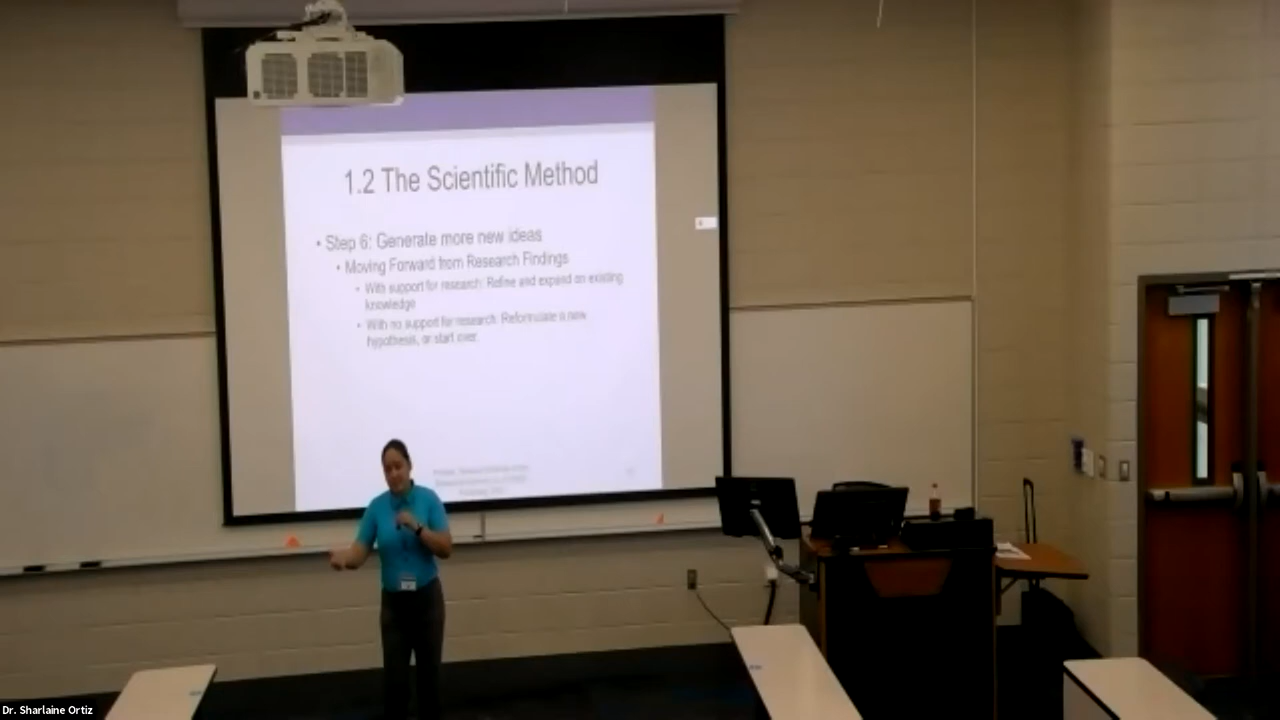 1.2 The Scientific Method
• Step 6: Generate more new ideas
• Moving Forward from Research Findings
• With support for research: Refine and expand on existing
knowledge
• With no support for research: Reformulate a new
hypothesis, or start over.
Dr. Sharlaine Ortiz